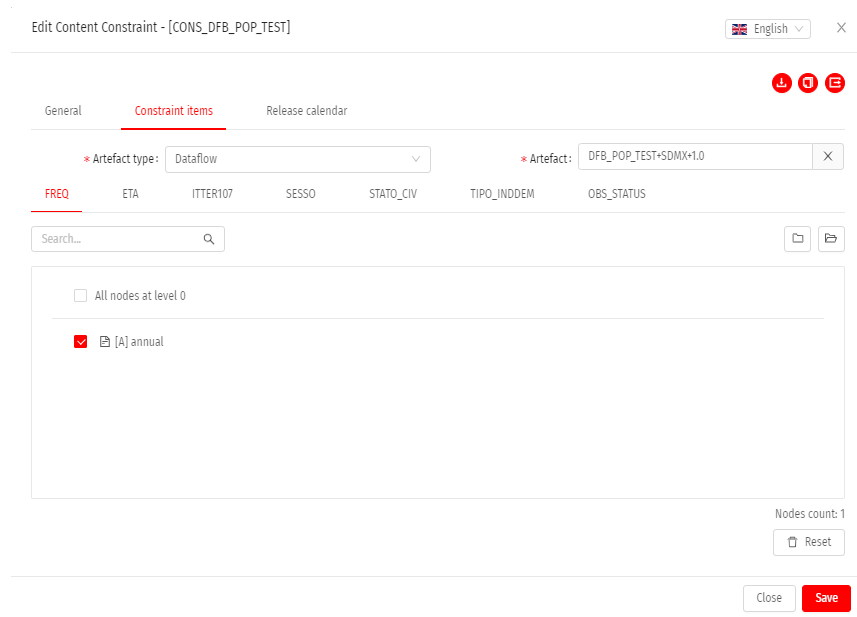 Edit Content Constraint - [CONS_DFB_POP_TEST]
English
General
Constraint items
Release calendar
* Artefact type: Dataflow
* Artefact: DFB_POP_TEST+SDMX+1.0
FREQ
ETA
ITTER107
SESSO
STATO_CIV
TIPO_INDDEM
OBS_STATUS
Search...
All nodes at level 0
[A] annual
Nodes count: 1
Reset
Close
Save